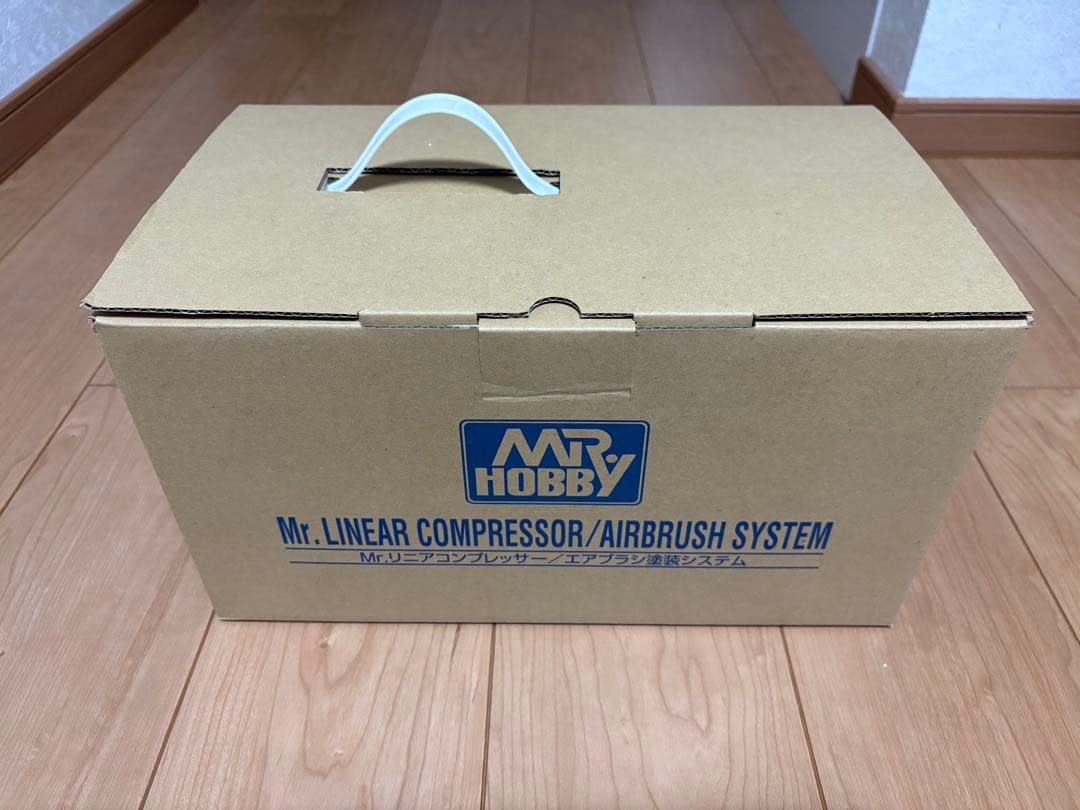 MR.
HOBBY
Mr. LINEAR COMPRESSOR/AIRBRUSH SYSTEM
Mr.リニアコンプレッサー／エアブラシ塗装システム